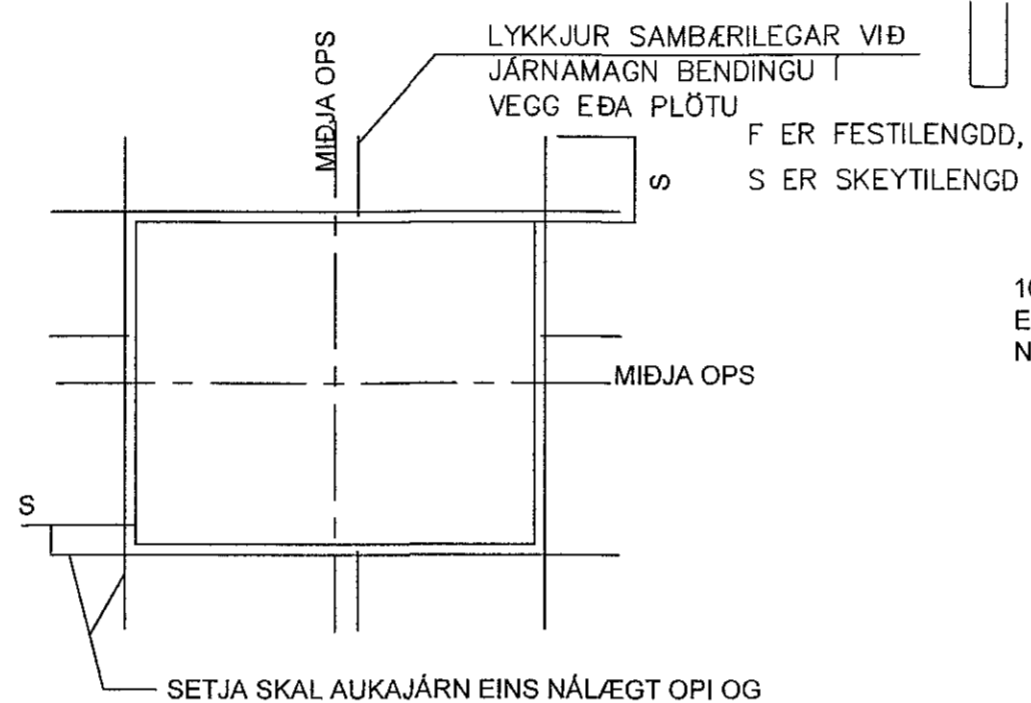 LYKKJUR SAMBÆRILEGAR VIÐ
JÁRNAMAGN BENDINGU Í
VEGG EÐA PLÖTU
MIÐJA OPS
F ER FESTILENGDD,
S ER SKEYTILENGD
S
MIÐJA OPS
S
SETJA SKAL AUKAJÁRN EINS NÁLÆGT OPI OG